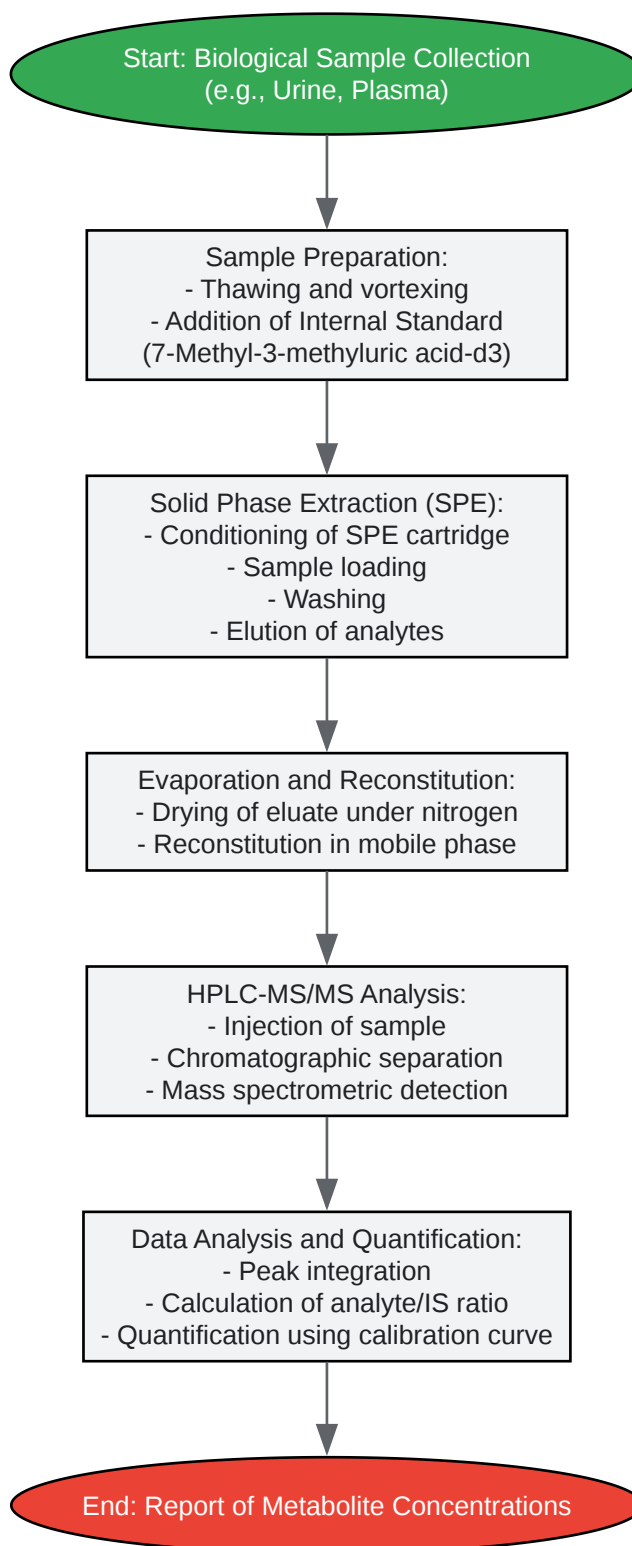 Start: Biological Sample Collection
(e.g., Urine, Plasma)
Sample Preparation:
- Thawing and vortexing
- Addition of Internal Standard
(7-Methyl-3-methyluric acid-d3)
Solid Phase Extraction (SPE):
- Conditioning of SPE cartridge
- Sample loading
- Washing
- Elution of analytes
Evaporation and Reconstitution:
- Drying of eluate under nitrogen
- Reconstitution in mobile phase
HPLC-MS/MS Analysis:
- Injection of sample
- Chromatographic separation
- Mass spectrometric detection
Data Analysis and Quantification:
- Peak integration
- Calculation of analyte/IS ratio
- Quantification using calibration curve
End: Report of Metabolite Concentrations